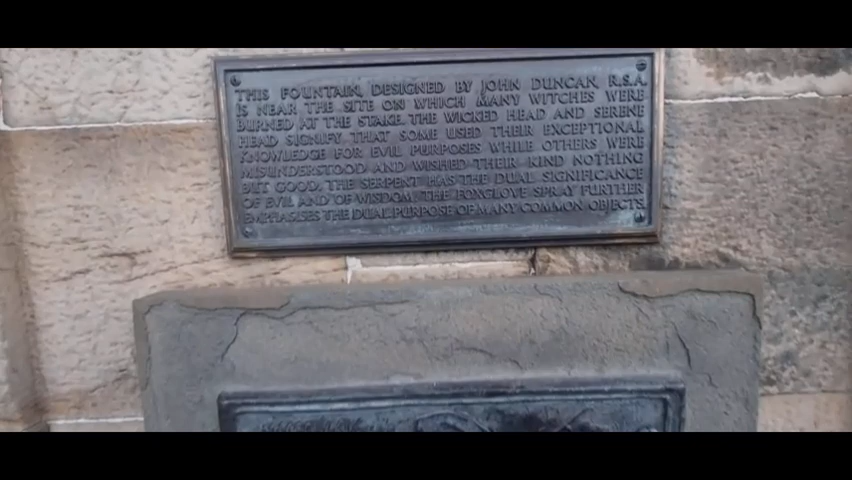 THIS FOUNTAIN, DESIGNED BY JOHN DUNCAN, R.S.A.
IS NEAR THE SITE ON WHICH MANY WITCHES WERE
BURNED AT THE STAKE. THE WICKED HEAD AND SERENE
HEAD SIGNIFY THAT SOME USED THEIR EXCEPTIONAL
KNOWLEDGE FOR EVIL PURPOSES WHILE OTHERS WERE
MISUNDERSTOOD AND WISHED THEIR KIND NOTHING
BUT GOOD. THE SERPENT HAS THE DUAL SIGNIFICANCE
OF EVIL AND OF WISDOM. THE FOXGLOVE SPRAY FURTHER
EMPHASISES THE DUAL PURPOSE OF MANY COMMON OBJECTS.